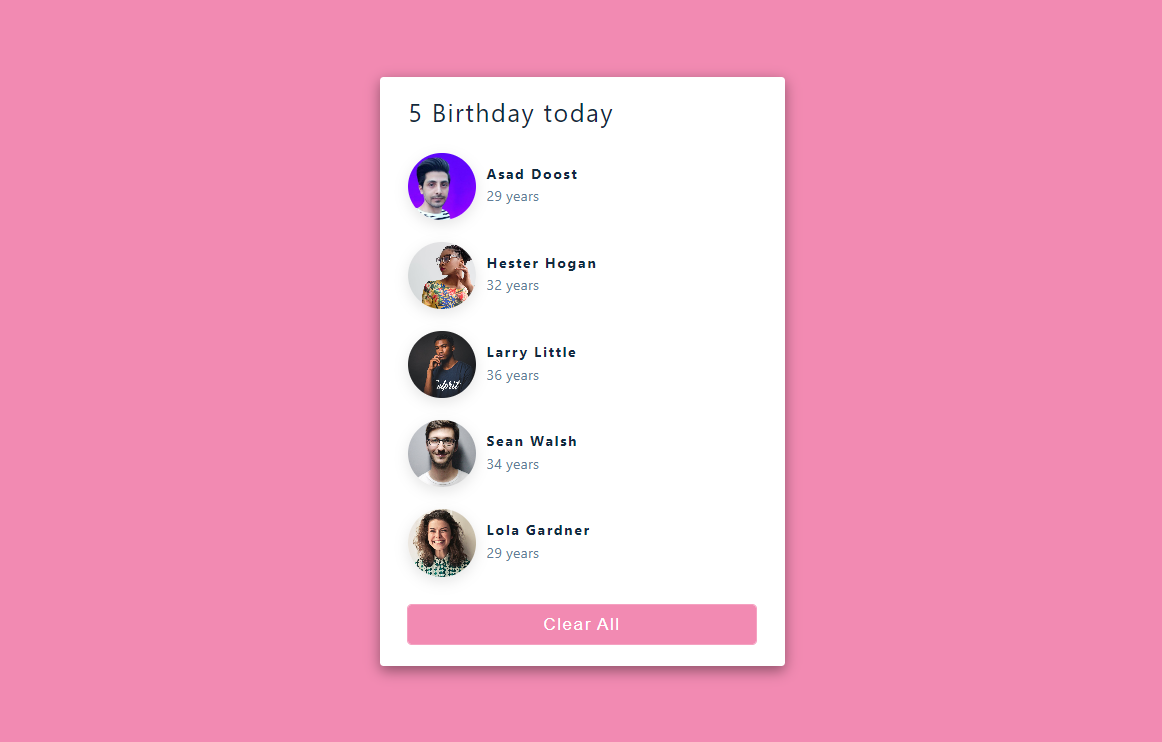 5 Birthday today
Asad Doost
29 years
Hester Hogan
32 years
Larry Little
36 years
Sean Walsh
34 years
Lola Gardner
29 years
Clear All